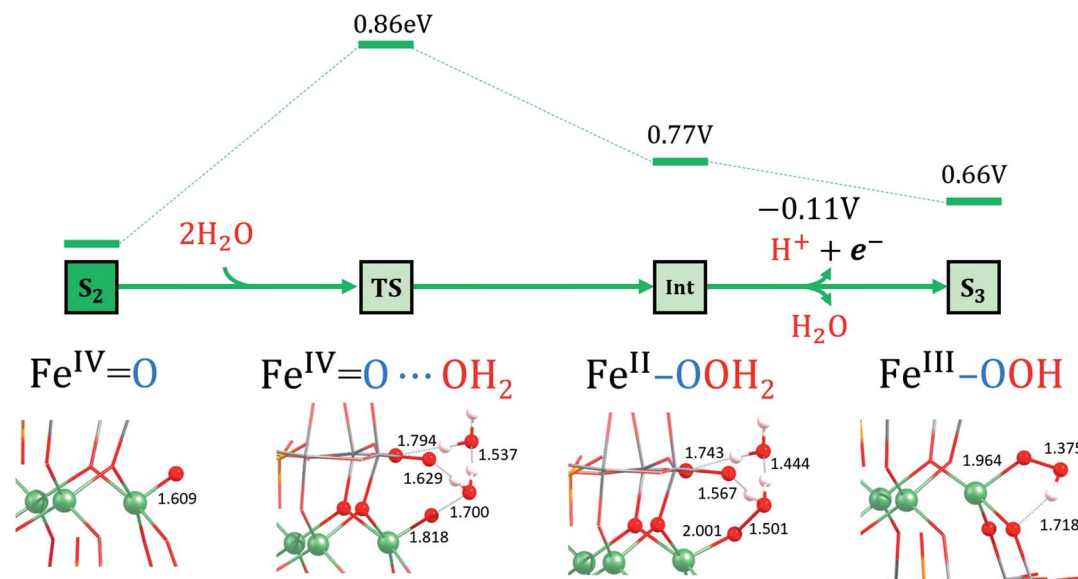 0.86eV
0.77V
0.66V
−0.11V
2H₂O
H⁺ + e⁻
S₂
TS
Int
S₃
H₂O
Feᴵⱽ=O
Feᴵⱽ=O ⋯ OH₂
Feᴵᴵ–OOH₂
Feᴵᴵᴵ–OOH
1.609
1.794
1.537
1.629
1.700
1.818
1.743
1.444
1.567
2.001
1.501
1.964
1.375
1.718